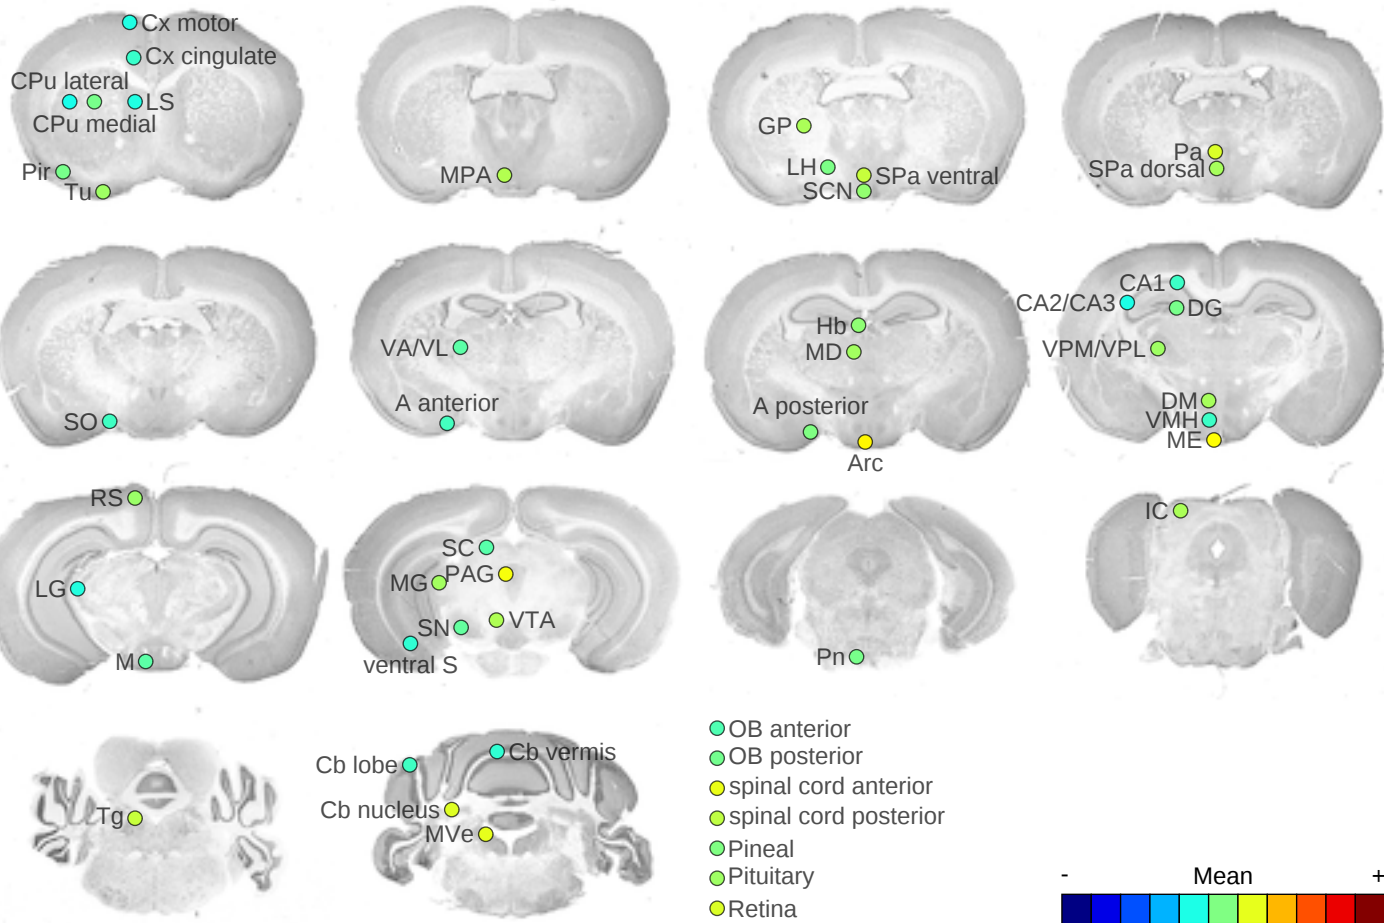 Cx motor
Cx cingulate
CPu lateral
LS
CPu medial
Pir
Tu
MPA
GP
LH
SPa ventral
SCN
Pa
SPa dorsal
SO
VA/VL
A anterior
Hb
MD
A posterior
Arc
CA1
CA2/CA3
DG
VPM/VPL
DM
VMH
ME
RS
LG
M
SC
MG
PAG
SN
VTA
ventral S
Pn
IC
Tg
Cb lobe
Cb vermis
Cb nucleus
MVe
OB anterior
OB posterior
spinal cord anterior
spinal cord posterior
Pineal
Pituitary
Retina
- Mean +